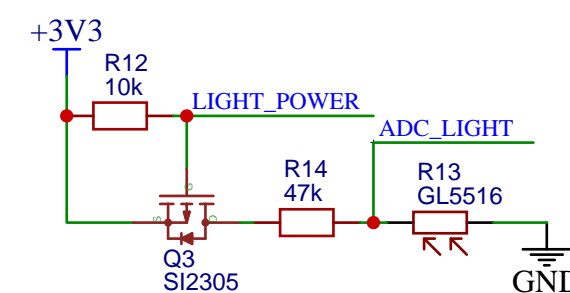 +3V3
R12
10k
LIGHT_POWER
ADC_LIGHT
R14
47k
R13
GL5516
G
S
D
Q3
SI2305
GND